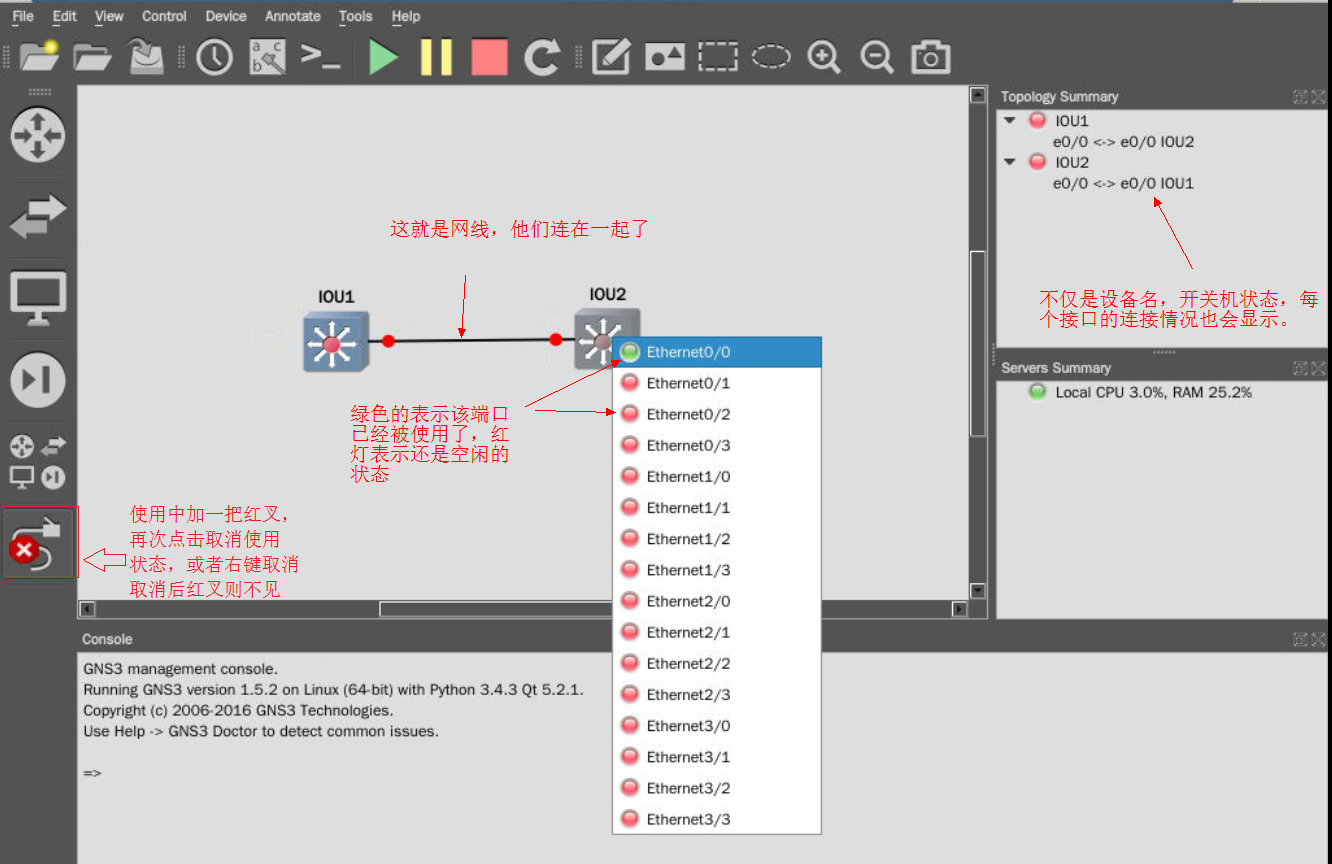 File Edit View Control Device Annotate Tools Help
a c
b
>_
Topology Summary
IOU1
e0/0 <-> e0/0 IOU2
IOU2
e0/0 <-> e0/0 IOU1
不仅是设备名，开关机状态，每
个接口的连接情况也会显示。
Servers Summary
Local CPU 3.0%, RAM 25.2%
这就是网线，他们连在一起了
IOU1
IOU2
Ethernet0/0
Ethernet0/1
Ethernet0/2
Ethernet0/3
Ethernet1/0
Ethernet1/1
Ethernet1/2
Ethernet1/3
Ethernet2/0
Ethernet2/1
Ethernet2/2
Ethernet2/3
Ethernet3/0
Ethernet3/1
Ethernet3/2
Ethernet3/3
绿色的表示该端口
已经被使用了，红
灯表示还是空闲的
状态
使用中加一把红叉，
再次点击取消使用
状态，或者右键取消
取消后红叉则不见
Console
GNS3 management console.
Running GNS3 version 1.5.2 on Linux (64-bit) with Python 3.4.3 Qt 5.2.1.
Copyright (c) 2006-2016 GNS3 Technologies.
Use Help -> GNS3 Doctor to detect common issues.
=>